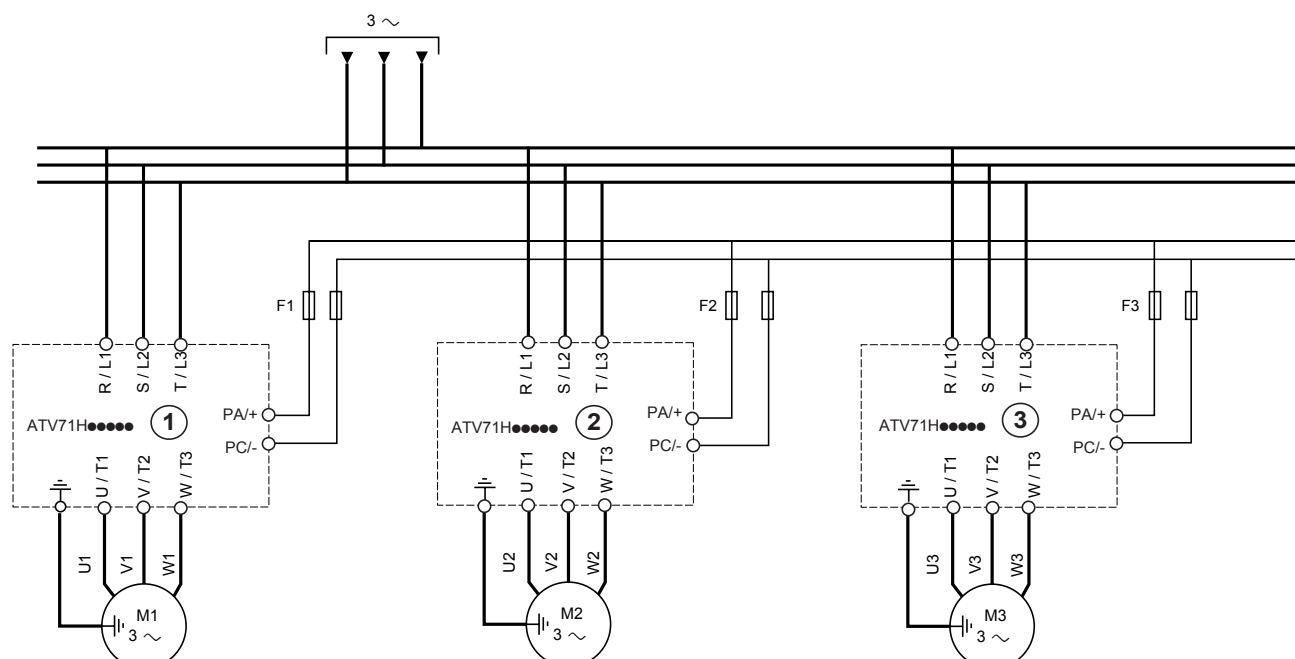 3 ~
F1
F2
F3
R / L1
S / L2
T / L3
R / L1
S / L2
T / L3
R / L1
S / L2
T / L3
ATV71H●●●●●
1
PA/+
PC/-
ATV71H●●●●●
2
PA/+
PC/-
ATV71H●●●●●
3
PA/+
PC/-
U / T1
V / T2
W / T3
U / T1
V / T2
W / T3
U / T1
V / T2
W / T3
U1
V1
W1
U2
V2
W2
U3
V3
W3
M1
3 ~
M2
3 ~
M3
3 ~